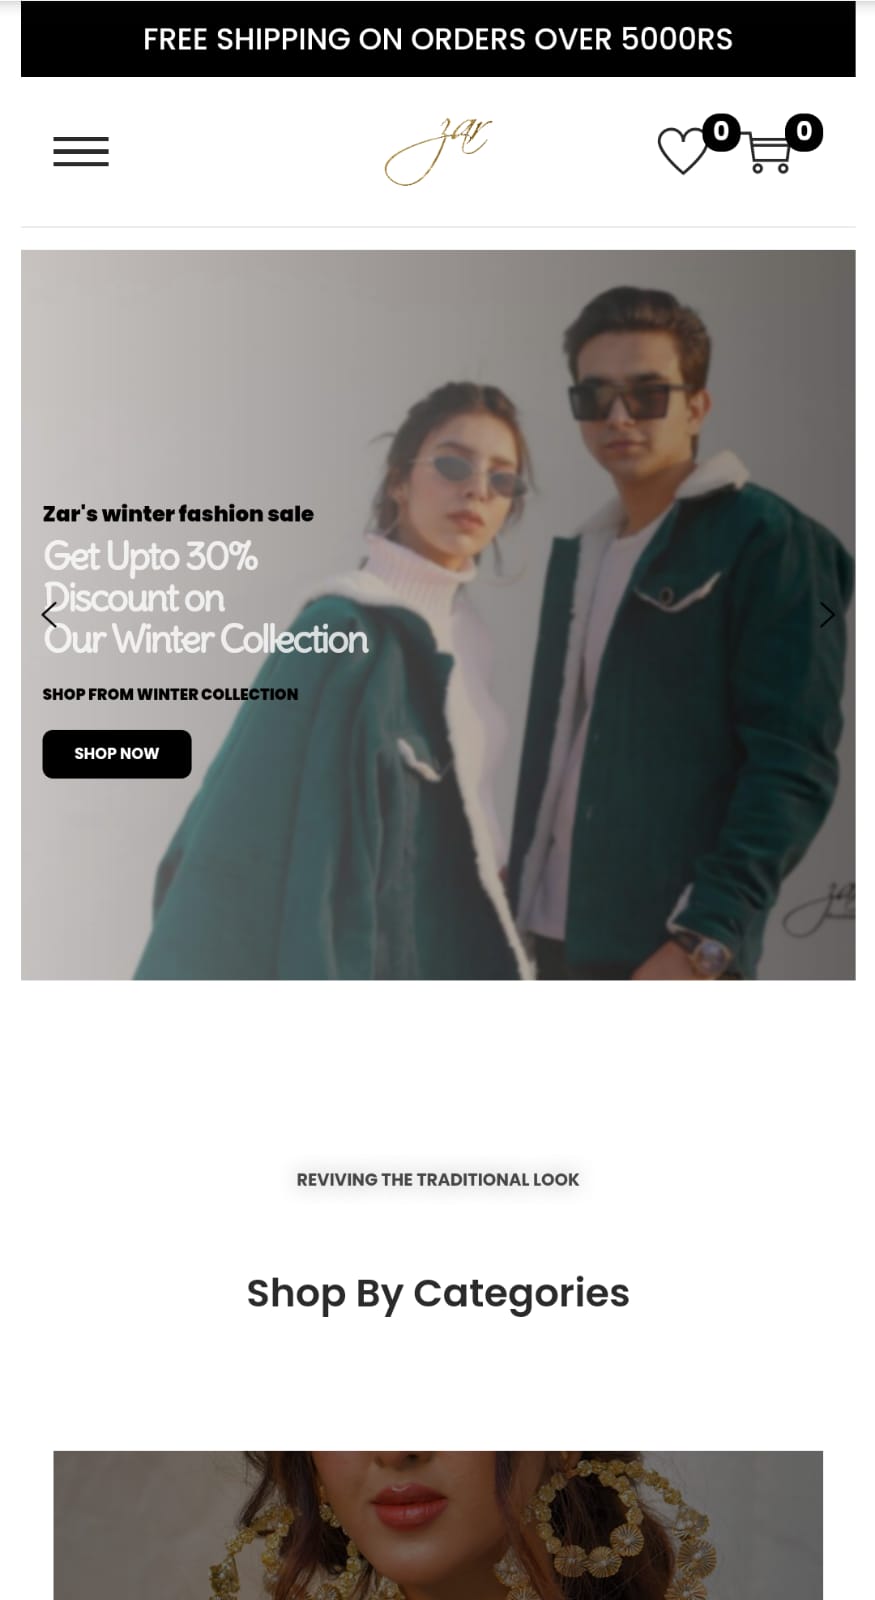 FREE SHIPPING ON ORDERS OVER 5000RS
zar
0
0
Zar's winter fashion sale
Get Upto 30%
Discount on
Our Winter Collection
SHOP FROM WINTER COLLECTION
SHOP NOW
zar
REVIVING THE TRADITIONAL LOOK
Shop By Categories